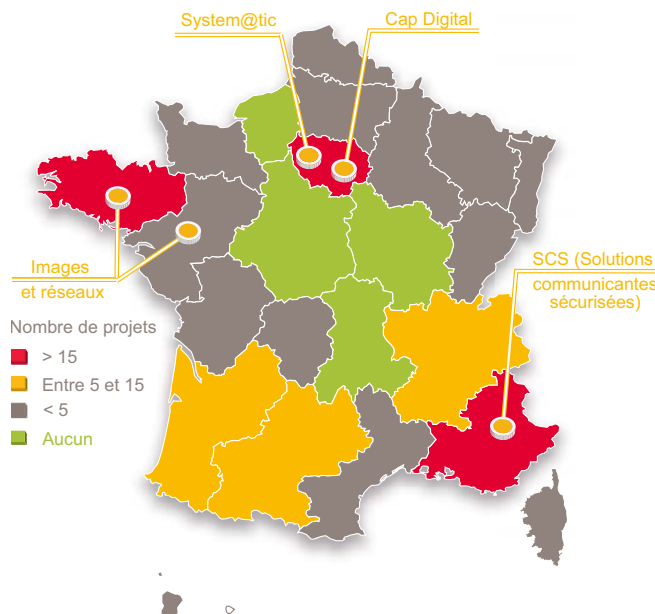 System@tic
Cap Digital
Images
et réseaux
SCS (Solutions
communicantes
sécurisées)
Nombre de projets
> 15
Entre 5 et 15
< 5
Aucun